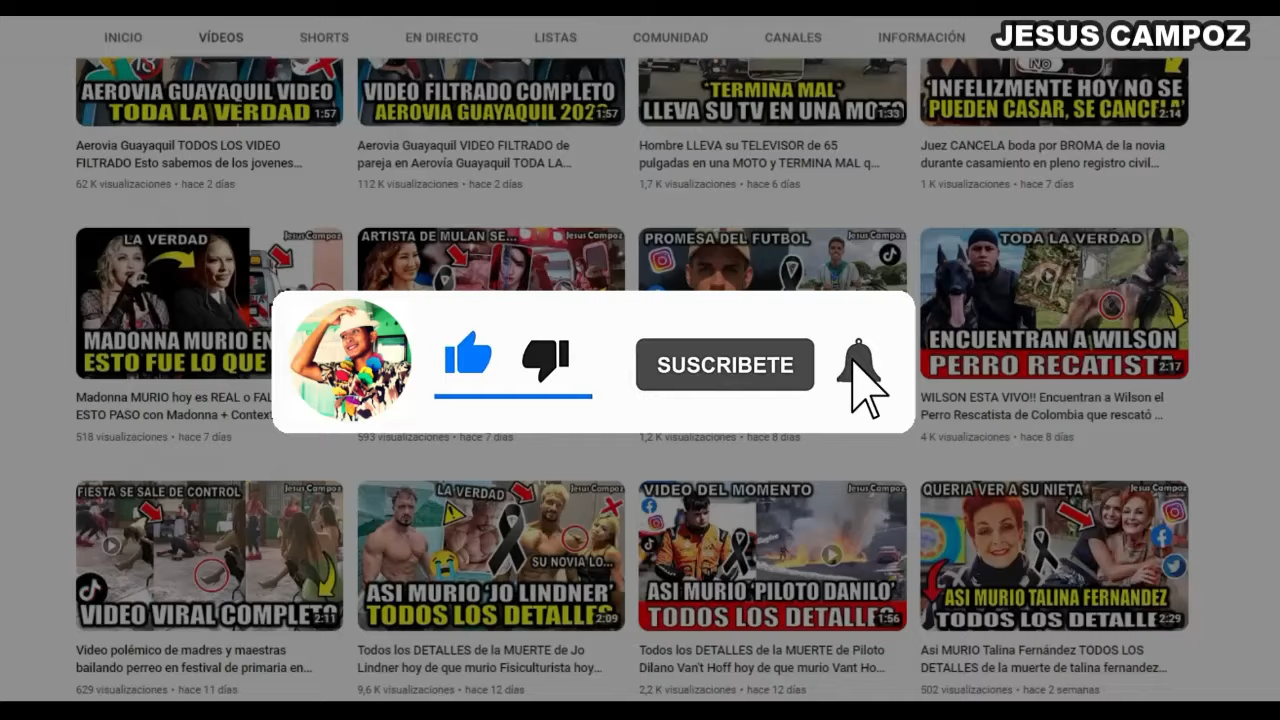 INICIO VÍDEOS SHORTS EN DIRECTO LISTAS COMUNIDAD CANALES INFORMACIÓN JESUS CAMPOZ
AEROVIA GUAYAQUIL VIDEO
TODA LA VERDAD 1:57
VIDEO FILTRADO COMPLETO
AEROVIA GUAYAQUIL 202 1:57
'TERMINA MAL'
LLEVA SU TV EN UNA MOTO 1:33
NO
'INFELIZMENTE HOY NO SE
PUEDEN CASAR, SE CANCELA' 2:14
Aerovia Guayaquil TODOS LOS VIDEO
FILTRADO Esto sabemos de los jovenes...
62 K visualizaciones • hace 2 días
Aerovia Guayaquil VIDEO FILTRADO de
pareja en Aerovía Guayaquil TODA LA...
112 K visualizaciones • hace 2 días
Hombre LLEVA su TELEVISOR de 65
pulgadas en una MOTO y TERMINA MAL q...
1,7 K visualizaciones • hace 6 días
Juez CANCELA boda por BROMA de la novia
durante casamiento en pleno registro civil...
1 K visualizaciones • hace 7 días
LA VERDAD Jesus Campoz
MADONNA MURIO EN
ESTO FUE LO QUE
ARTISTA DE MULAN SE... Jesus Campoz
PROMESA DEL FUTBOL Jesus Campoz
TODA LA VERDAD
ENCUENTRAN A WILSON
PERRO RECATISTA 2:17
SUSCRIBETE
Madonna MURIO hoy es REAL o FAL
ESTO PASO con Madonna + Contex
518 visualizaciones • hace 7 días
593 visualizaciones • hace 7 días
1,2 K visualizaciones • hace 8 días
WILSON ESTA VIVO!! Encuentran a Wilson el
Perro Rescatista de Colombia que rescató ...
4 K visualizaciones • hace 8 días
FIESTA SE SALE DE CONTROL Jesus Campoz
VIDEO VIRAL COMPLETO 2:11
LA VERDAD Jesus Campoz
SU NOVIA LO...
ASI MURIO 'JO LINDNER'
TODOS LOS DETALLES 2:09
VIDEO DEL MOMENTO Jesus Campoz
ASI MURIO 'PILOTO DANILO'
TODOS LOS DETALLE 1:56
QUERIA VER A SU NIETA Jesus Campoz
ASI MURIO TALINA FERNANDEZ
TODOS LOS DETALLE 2:29
Video polémico de madres y maestras
bailando perreo en festival de primaria en...
629 visualizaciones • hace 11 días
Todos los DETALLES de la MUERTE de Jo
Lindner hoy de que murio Fisiculturista hoy...
9,6 K visualizaciones • hace 12 días
Todos los DETALLES de la MUERTE de Piloto
Dilano Van't Hoff hoy de que murio Vant Ho...
2,2 K visualizaciones • hace 12 días
Asi MURIO Talina Fernández TODOS LOS
DETALLES de la muerte de talina fernandez...
502 visualizaciones • hace 2 semanas